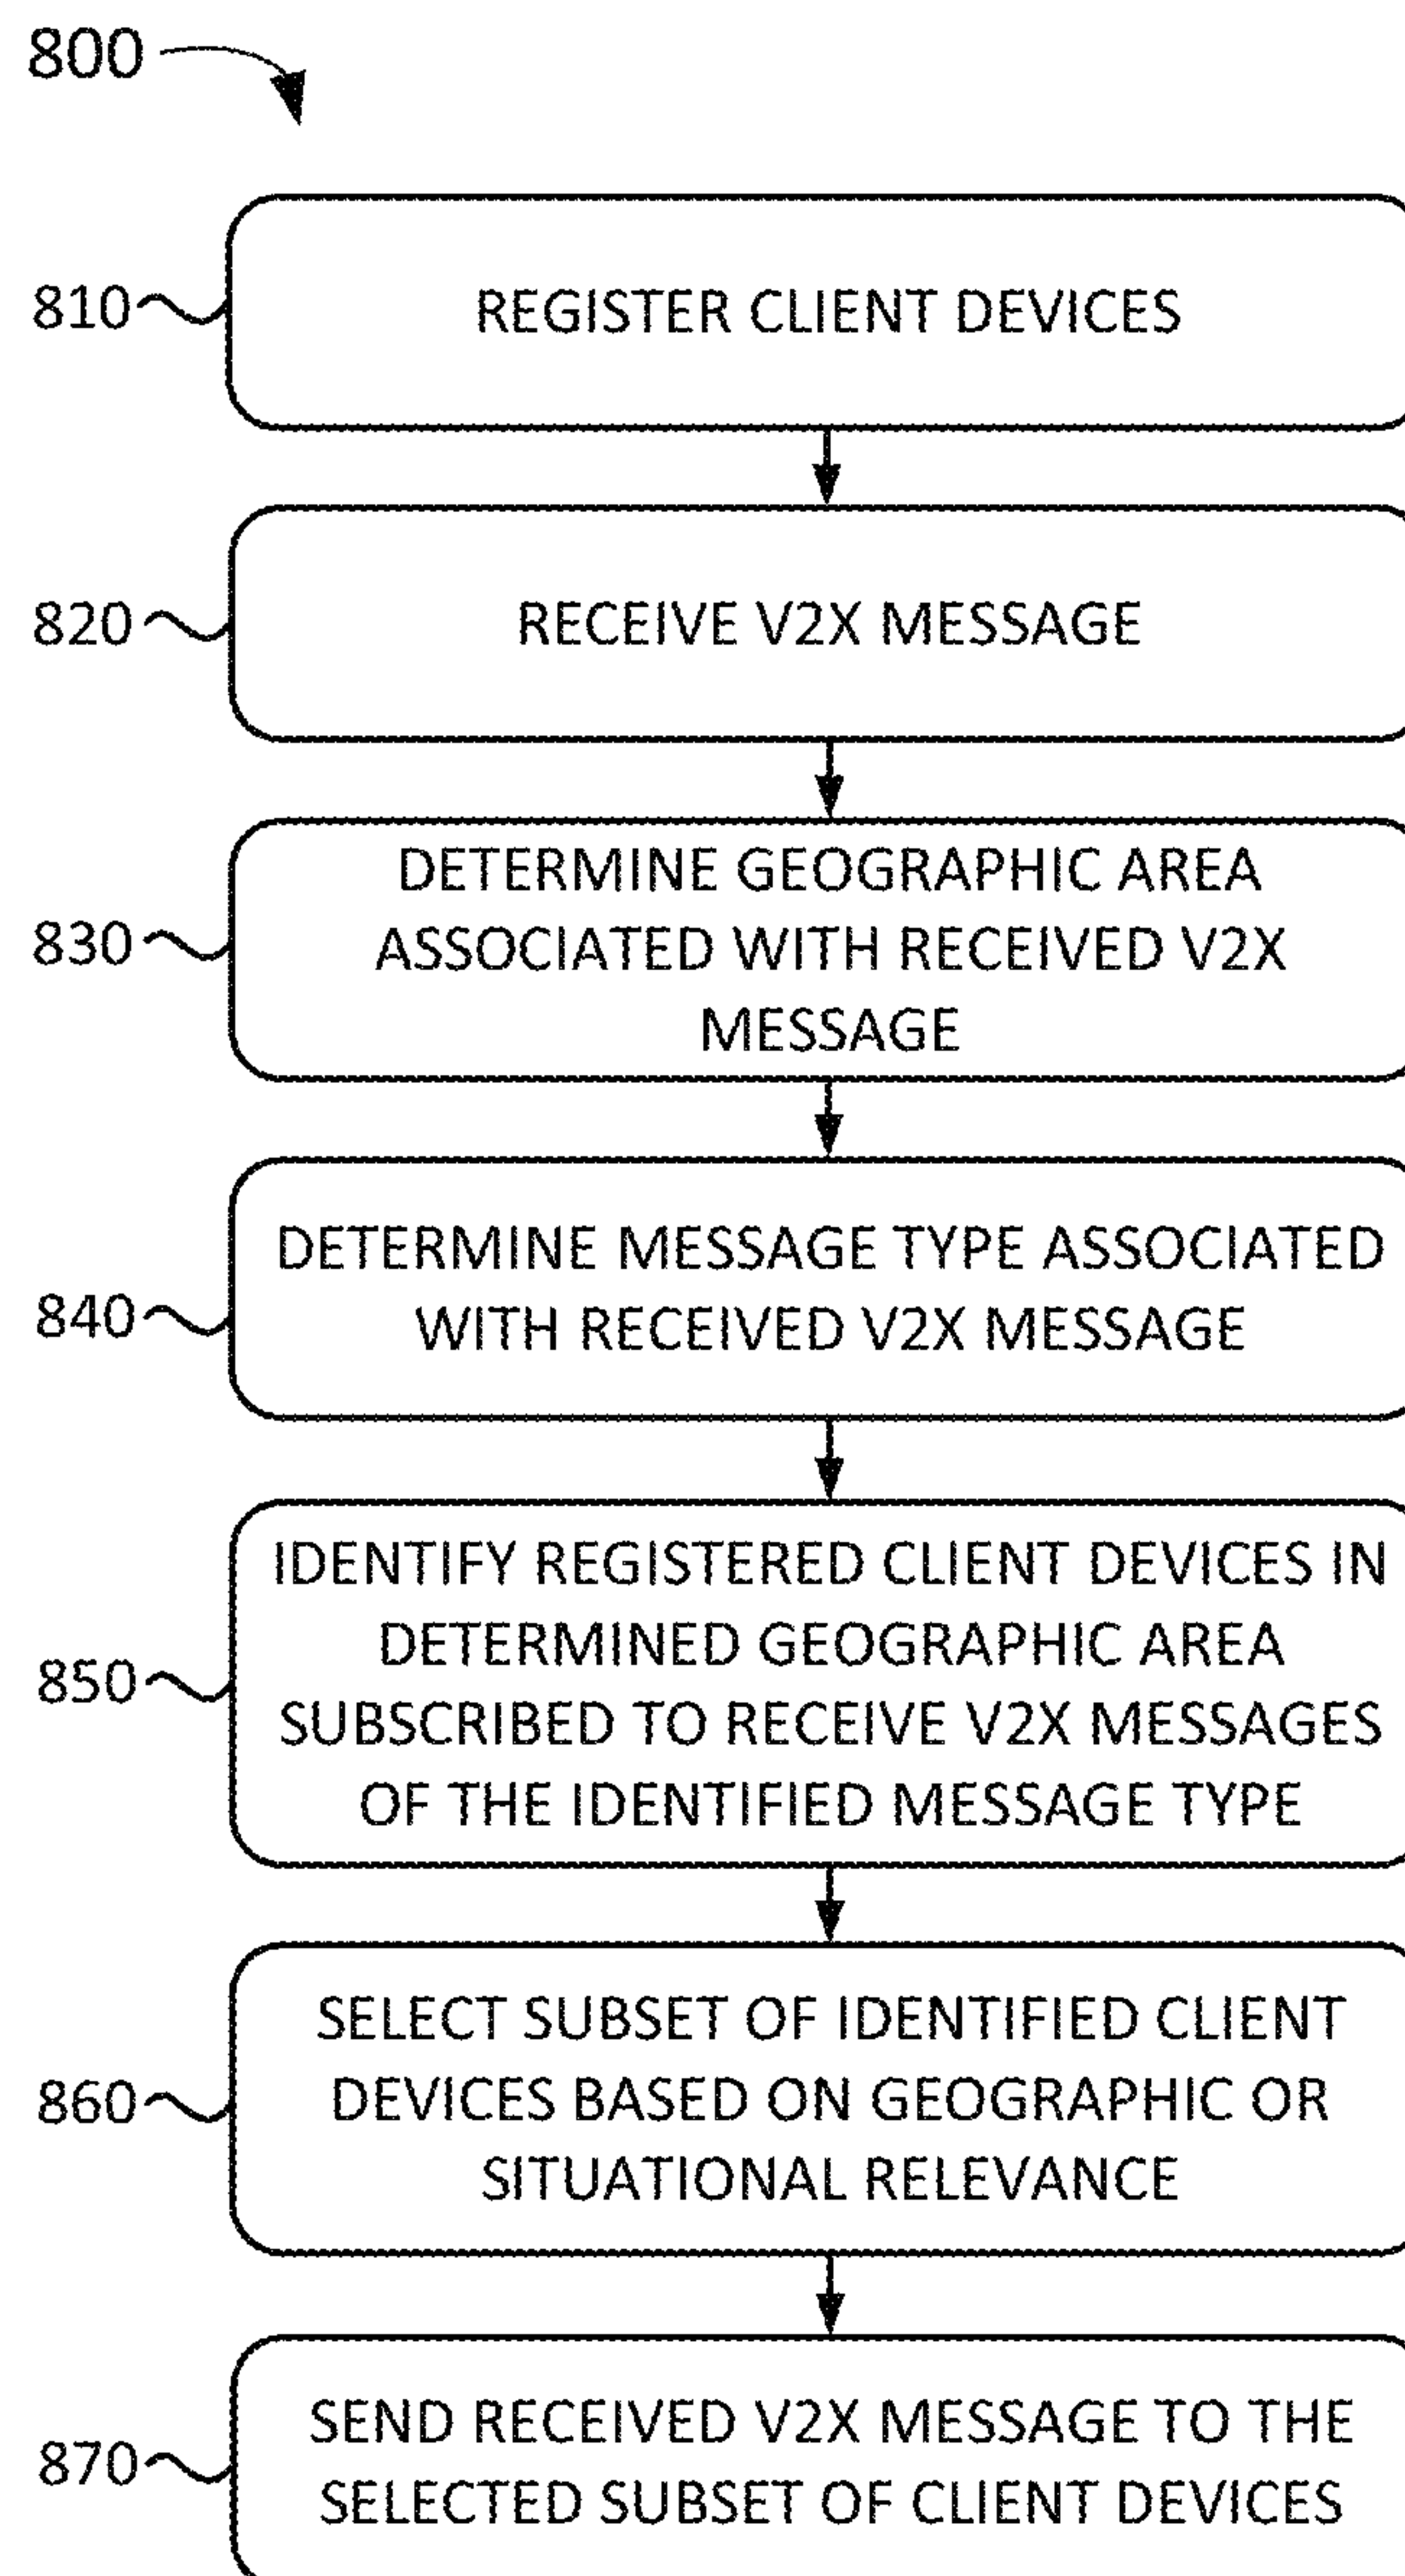 800
810
REGISTER CLIENT DEVICES
820
RECEIVE V2X MESSAGE
830
DETERMINE GEOGRAPHIC AREA
ASSOCIATED WITH RECEIVED V2X
MESSAGE
840
DETERMINE MESSAGE TYPE ASSOCIATED
WITH RECEIVED V2X MESSAGE
850
IDENTIFY REGISTERED CLIENT DEVICES IN
DETERMINED GEOGRAPHIC AREA
SUBSCRIBED TO RECEIVE V2X MESSAGES
OF THE IDENTIFIED MESSAGE TYPE
860
SELECT SUBSET OF IDENTIFIED CLIENT
DEVICES BASED ON GEOGRAPHIC OR
SITUATIONAL RELEVANCE
870
SEND RECEIVED V2X MESSAGE TO THE
SELECTED SUBSET OF CLIENT DEVICES